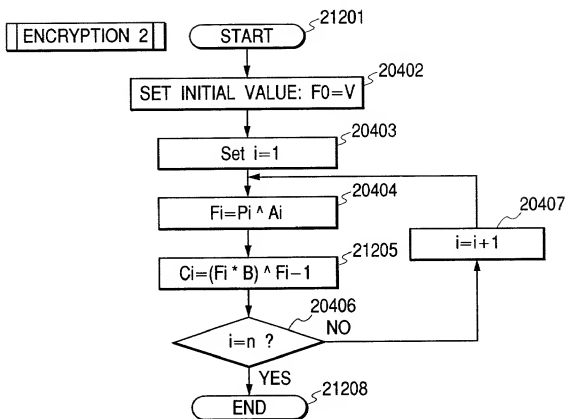 ENCRYPTION 2
START
21201
SET INITIAL VALUE: F0=V
20402
Set i=1
20403
Fi=Pi ^ Ai
20404
i=i+1
20407
Ci=(Fi * B) ^ Fi-1
21205
i=n ?
20406
NO
YES
END
21208